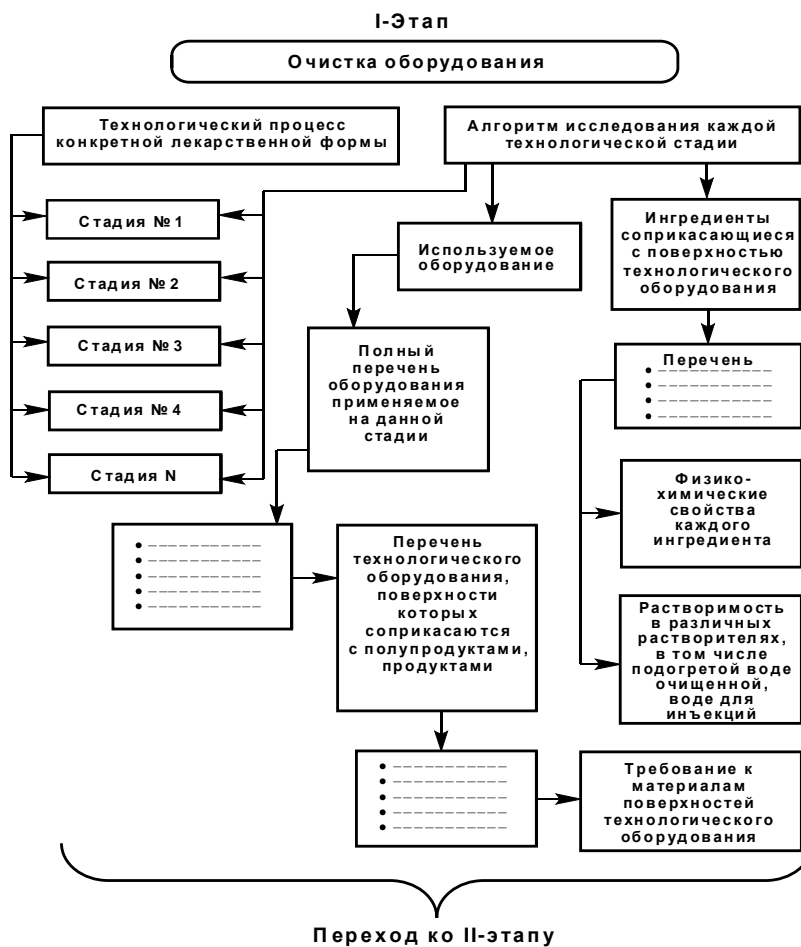 I-Этап
Очистка оборудования
Технологический процесс
конкретной лекарственной формы
Алгоритм исследования каждой
технологической стадии
Стадия № 1
Стадия № 2
Стадия № 3
Стадия № 4
Стадия N
Используемое
оборудование
Ингредиенты
соприкасающиеся
с поверхностью
технологического
оборудования
Полный
перечень
оборудования
применяемое
на данной
стадии
Перечень
Физико-
химические
свойства
каждого
ингредиента
Перечень
технологического
оборудования,
поверхности
которых
соприкасаются
с полупродуктами,
продуктами
Растворимость
в различных
растворителях,
в том числе
подогретой воде
очищенной,
воде для
инъекций
Требование к
материалам
поверхностей
технологического
оборудования
Переход ко II-этапу